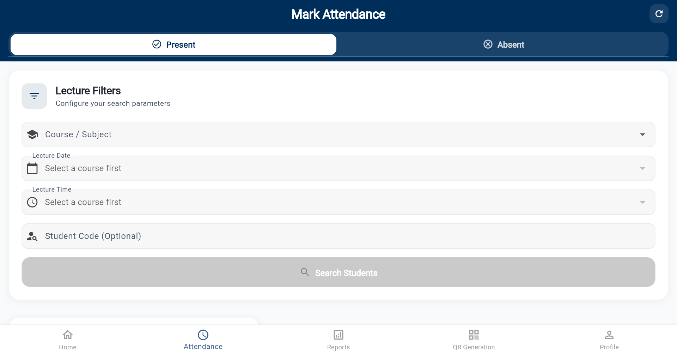 Mark Attendance
Present
Absent
Lecture Filters
Configure your search parameters
Course / Subject
Lecture Date
Select a course first
Lecture Time
Select a course first
Student Code (Optional)
Search Students
Home
Attendance
Reports
QR Generation
Profile